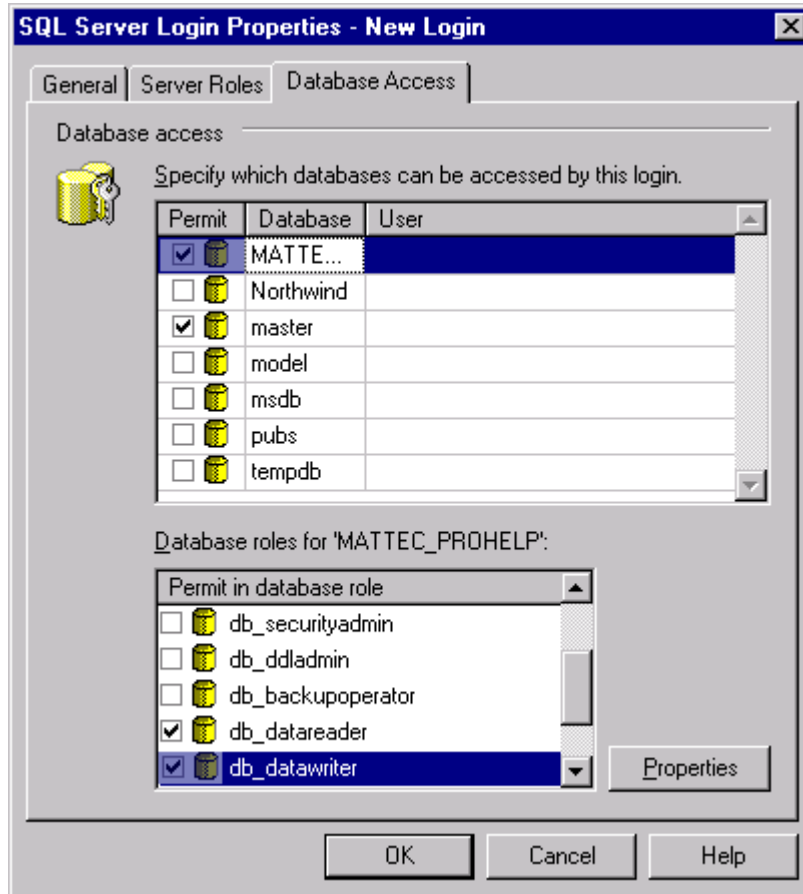 SQL Server Login Properties - New Login
General Server Roles Database Access
Database access
Specify which databases can be accessed by this login.
Permit Database User
MATTE...
Northwind
master
model
msdb
pubs
tempdb
Database roles for 'MATTEC_PROHELP':
Permit in database role
db_securityadmin
db_ddladmin
db_backupoperator
db_datareader
db_datawriter
Properties
OK Cancel Help